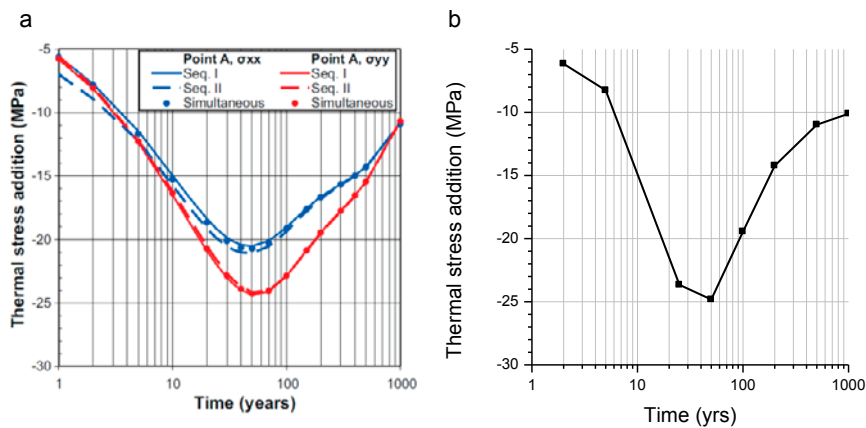 a
Point A, σxx Point A, σyy
Seq. I Seq. I
Seq. II Seq. II
Simultaneous Simultaneous
-5
-10
-15
-20
-25
-30
Thermal stress addition (MPa)
1 10 100 1000
Time (years)
b
-5
-10
-15
-20
-25
-30
Thermal stress addition (MPa)
1 10 100 1000
Time (yrs)